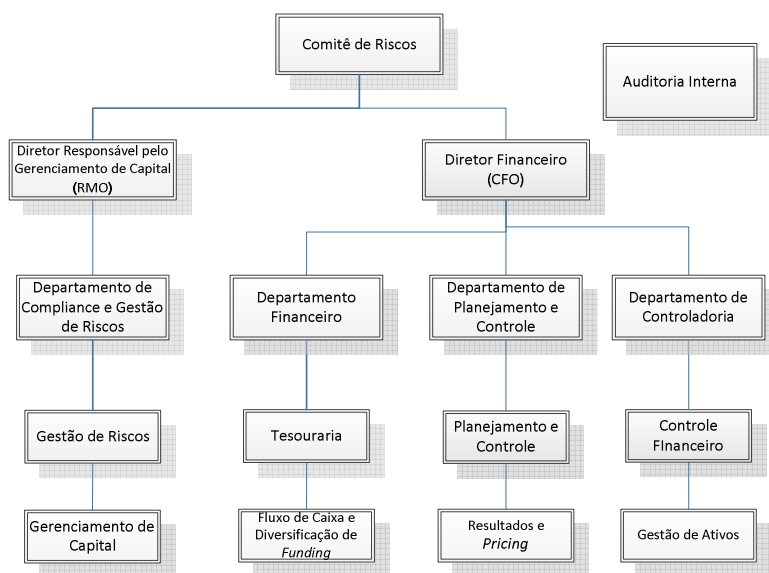 Comitê de Riscos
Auditoria Interna
Diretor Responsável pelo
Gerenciamento de Capital
(RMO)
Diretor Financeiro
(CFO)
Departamento de
Compliance e Gestão
de Riscos
Departamento
Financeiro
Departamento de
Planejamento e
Controle
Departamento de
Controladoria
Gestão de Riscos
Tesouraria
Planejamento e
Controle
Controle
FInanceiro
Gerenciamento de
Capital
Fluxo de Caixa e
Diversificação de
Funding
Resultados e
Pricing
Gestão de Ativos